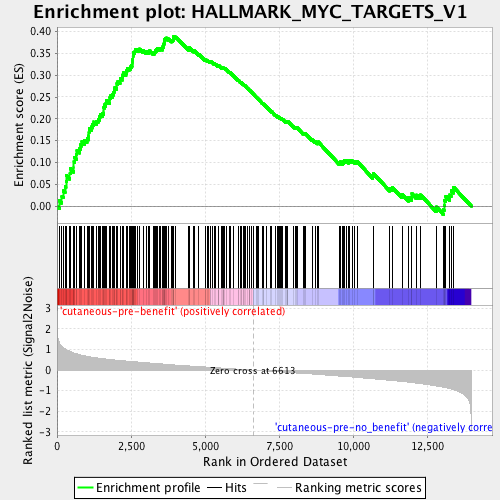 Enrichment plot: HALLMARK_MYC_TARGETS_V1
Enrichment score (ES)
0.40
0.35
0.30
0.25
0.20
0.15
0.10
0.05
0.00
Ranked list metric (Signal2Noise)
3
2
1
0
-1
-2
-3
'cutaneous-pre-benefit' (positively correlated)
Zero cross at 6613
'cutaneous-pre-no_benefit' (negatively corre
0
2,500
5,000
7,500
10,000
12,500
Rank in Ordered Dataset
Enrichment profile
Hits
Ranking metric scores